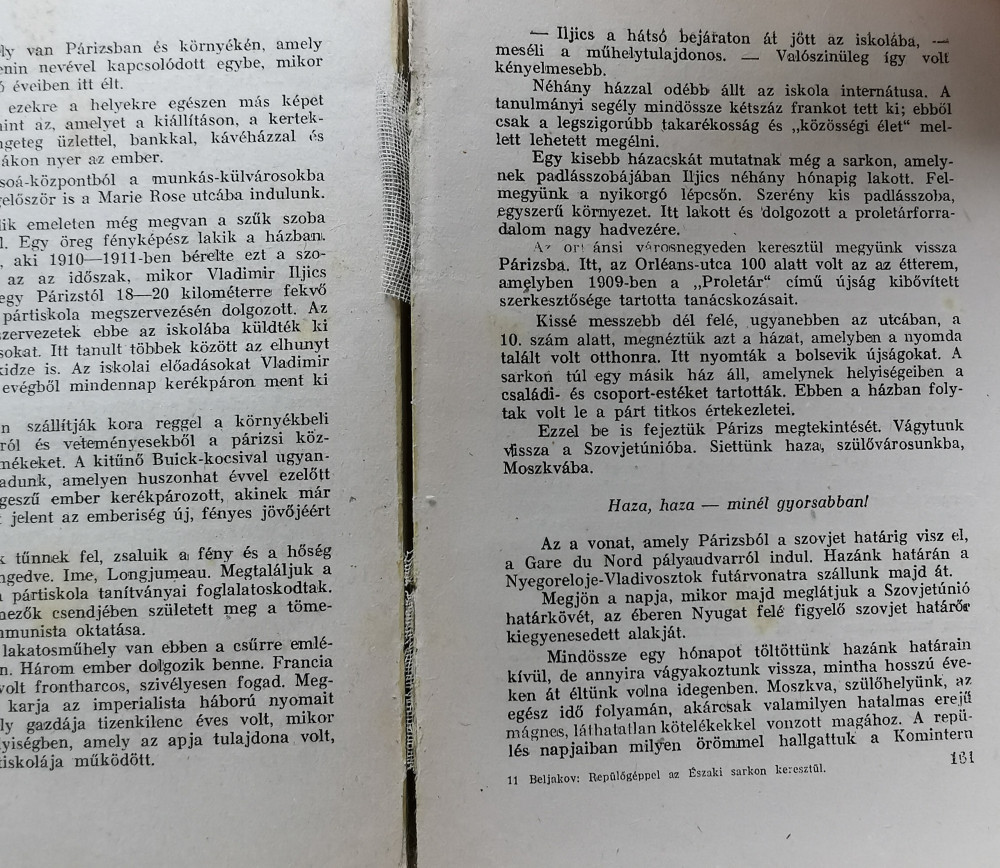 ly van Párizsban és környékén, amely
enin nevével kapcsolódott egybe, mikor
ó éveiben itt élt.
ezekre a helyekre egészen más képet
mint az, amelyet a kiállításon, a kertek-
ngeteg üzlettel, bankkal, kávéházzal és
ákon nyer az ember.
soá-központból a munkás-külvárosokba
gelőször is a Marie Rose utcába indulunk.
dik emeleten még megvan a szűk szoba
l. Egy öreg fényképész lakik a házban.
, aki 1910—1911-ben bérelte ezt a szo-
az az időszak, mikor Vladimir Iljics
egy Párizstól 18—20 kilométerre fekvő
pártiskola megszervezésén dolgozott. Az
szervezetek ebbe az iskolába küldték ki
sokat. Itt tanult többek között az elhunyt
kidze is. Az iskolai előadásokat Vladimir
evégből mindennap kerékpáron ment ki
n szállítják kora reggel a környékbeli
ról és veteményesekből a párizsi köz-
mékeket. A kitűnő Buick-kocsival ugyan-
adunk, amelyen huszonhat évvel ezelőtt
geszű ember kerékpározott, akinek már
t jelent az emberiség új, fényes jövőjéért
k tűnnek fel, zsaluik a fény és a hőség
ngedve. Ime, Longjumeau. Megtaláljuk a
a pártiskola tanítványai foglalatoskodtak.
mezők csendjében született meg a töme-
mmunista oktatása.
lakatosműhely van ebben a csűrre emlé-
n. Három ember dolgozik benne. Francia
volt frontharcos, szivélyesen fogad. Meg-
karja az imperialista háború nyomait
ly gazdája tizenkilenc éves volt, mikor
yiségben, amely az apja tulajdona volt,
tiskolája működött.
— Iljics a hátsó bejáraton át jött az iskolába, —
meséli a műhelytulajdonos. — Valószinüleg így volt
kényelmesebb.
Néhány házzal odébb állt az iskola internátusa. A
tanulmányi segély mindössze kétszáz frankot tett ki; ebből
csak a legszigorúbb takarékosság és „közösségi élet" mel-
lett lehetett megélni.
Egy kisebb házacskát mutatnak még a sarkon, amely-
nek padlásszobájában Iljics néhány hónapig lakott. Fel-
megyünk a nyikorgó lépcsőn. Szerény kis padlásszoba,
egyszerű környezet. Itt lakott és dolgozott a proletárforra-
dalom nagy hadvezére.
Az orl ánsi városnegyeden keresztül megyünk vissza
Párizsba. Itt, az Orléans-utca 100 alatt volt az az étterem,
amelyben 1909-ben a „Proletár" című újság kibővített
szerkesztősége tartotta tanácskozásait.
Kissé messzebb dél felé, ugyanebben az utcában, a
10. szám alatt, megnéztük azt a házat, amelyben a nyomda
talált volt otthonra. Itt nyomták a bolsevik újságokat. A
sarkon túl egy másik ház áll, amelynek helyiségeiben a
családi- és csoport-estéket tartották. Ebben a házban foly-
tak volt le a párt titkos értekezletei.
Ezzel be is fejeztük Párizs megtekintését. Vágytunk
vissza a Szovjetúnióba. Siettünk haza, szülővárosunkba,
Moszkvába.
Haza, haza — minél gyorsabban!
Az a vonat, amely Párizsból a szovjet határig visz el,
a Gare du Nord pályaudvarról indul. Hazánk határán a
Nyegoreloje-Vladivosztok futárvonatra szállunk majd át.
Megjön a napja, mikor majd meglátjuk a Szovjetúnió
határkövét, az éberen Nyugat felé figyelő szovjet határőr
kiegyenesedett alakját.
Mindössze egy hónapot töltöttünk hazánk határain
kívül, de annyira vágyakoztunk vissza, mintha hosszú éve-
ken át éltünk volna idegenben. Moszkva, szülőhelyünk, az
egész idő folyamán, akárcsak valamilyen hatalmas erejű
mágnes, láthatatlan kötelékekkel vonzott magához. A repü-
lés napjaiban milyen örömmel hallgattuk a Komintern
11 Beljakov: Repülőgéppel az Északi sarkon keresztül.
161